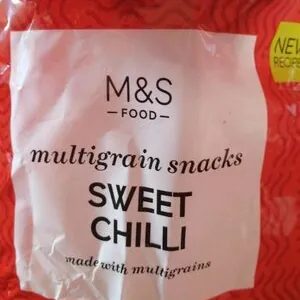 M&S
FOOD
NEW
RECIPE
multigrain snacks
SWEET
CHILLI
made with multigrains